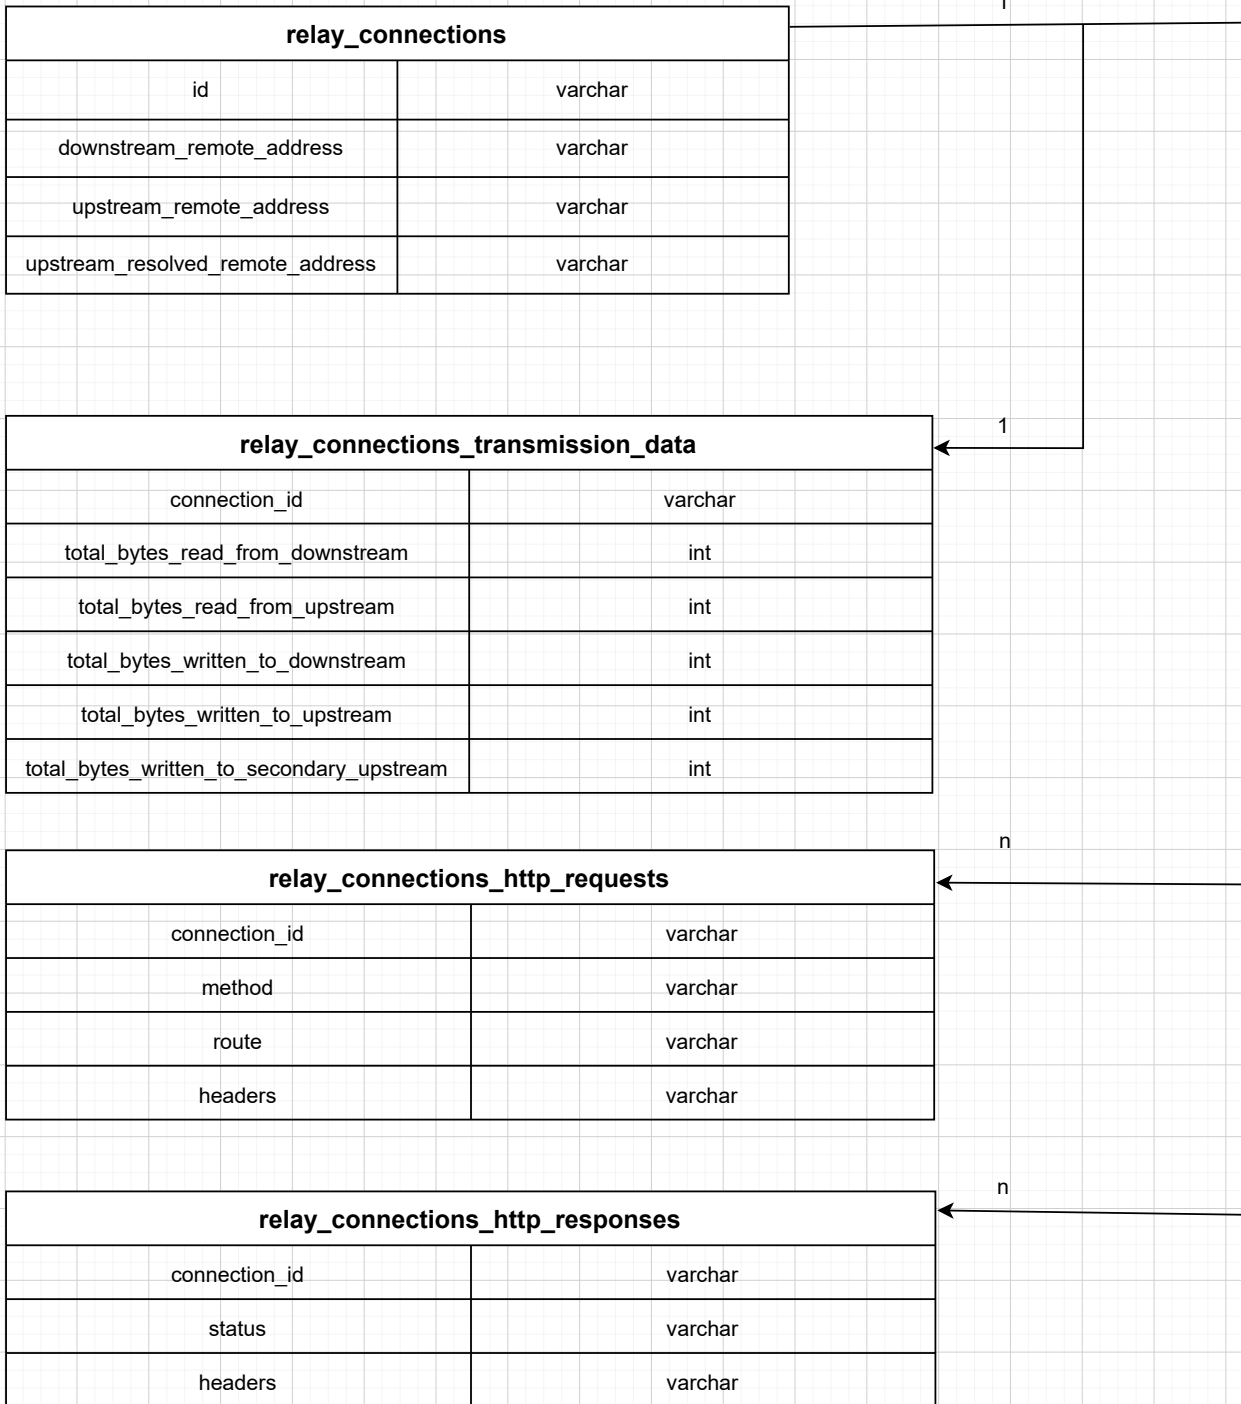 1
relay_connections
id varchar
downstream_remote_address varchar
upstream_remote_address varchar
upstream_resolved_remote_address varchar
1
relay_connections_transmission_data
connection_id varchar
total_bytes_read_from_downstream int
total_bytes_read_from_upstream int
total_bytes_written_to_downstream int
total_bytes_written_to_upstream int
total_bytes_written_to_secondary_upstream int
n
relay_connections_http_requests
connection_id varchar
method varchar
route varchar
headers varchar
n
relay_connections_http_responses
connection_id varchar
status varchar
headers varchar